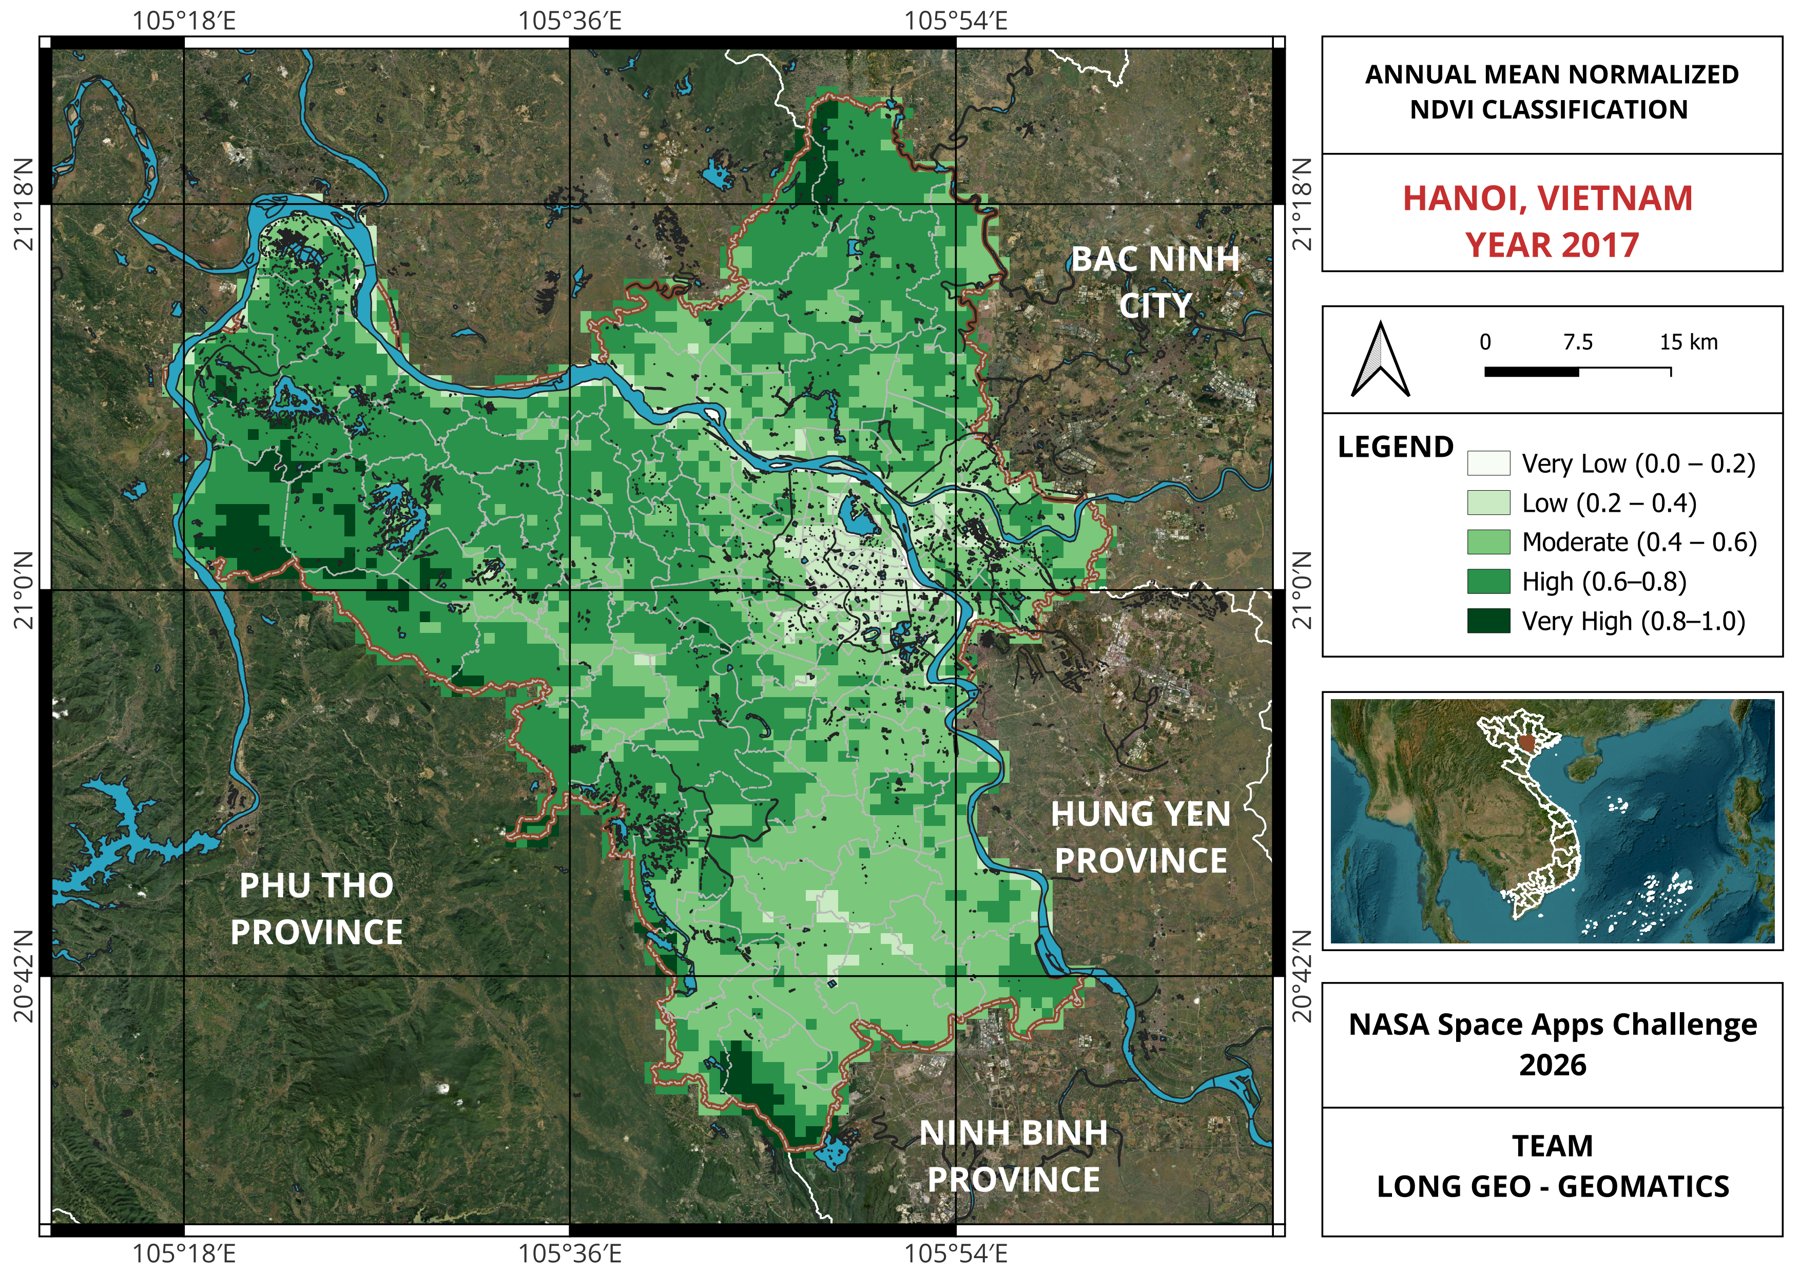 105°18′E
105°36′E
105°54′E
21°18′N
21°0′N
20°42′N
BAC NINH
CITY
PHU THO
PROVINCE
HUNG YEN
PROVINCE
NINH BINH
PROVINCE
21°18′N
21°0′N
20°42′N
105°18′E
105°36′E
105°54′E
ANNUAL MEAN NORMALIZED
NDVI CLASSIFICATION
HANOI, VIETNAM
YEAR 2017
0 7.5 15 km
LEGEND
Very Low (0.0 – 0.2)
Low (0.2 – 0.4)
Moderate (0.4 – 0.6)
High (0.6–0.8)
Very High (0.8–1.0)
NASA Space Apps Challenge
2026
TEAM
LONG GEO - GEOMATICS